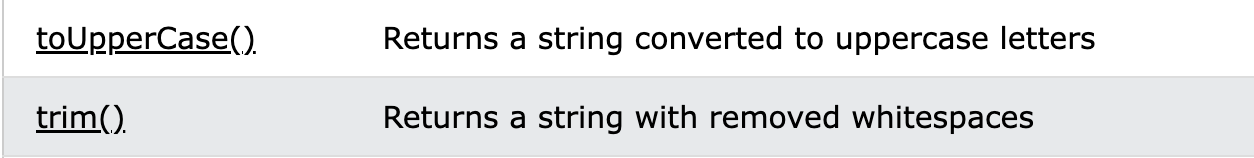 toUpperCase() Returns a string converted to uppercase letters
trim() Returns a string with removed whitespaces